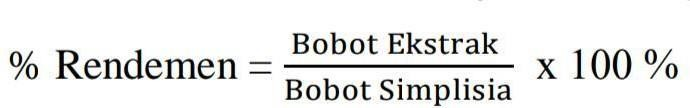 % Rendemen = Bobot Ekstrak / Bobot Simplisia x 100 %